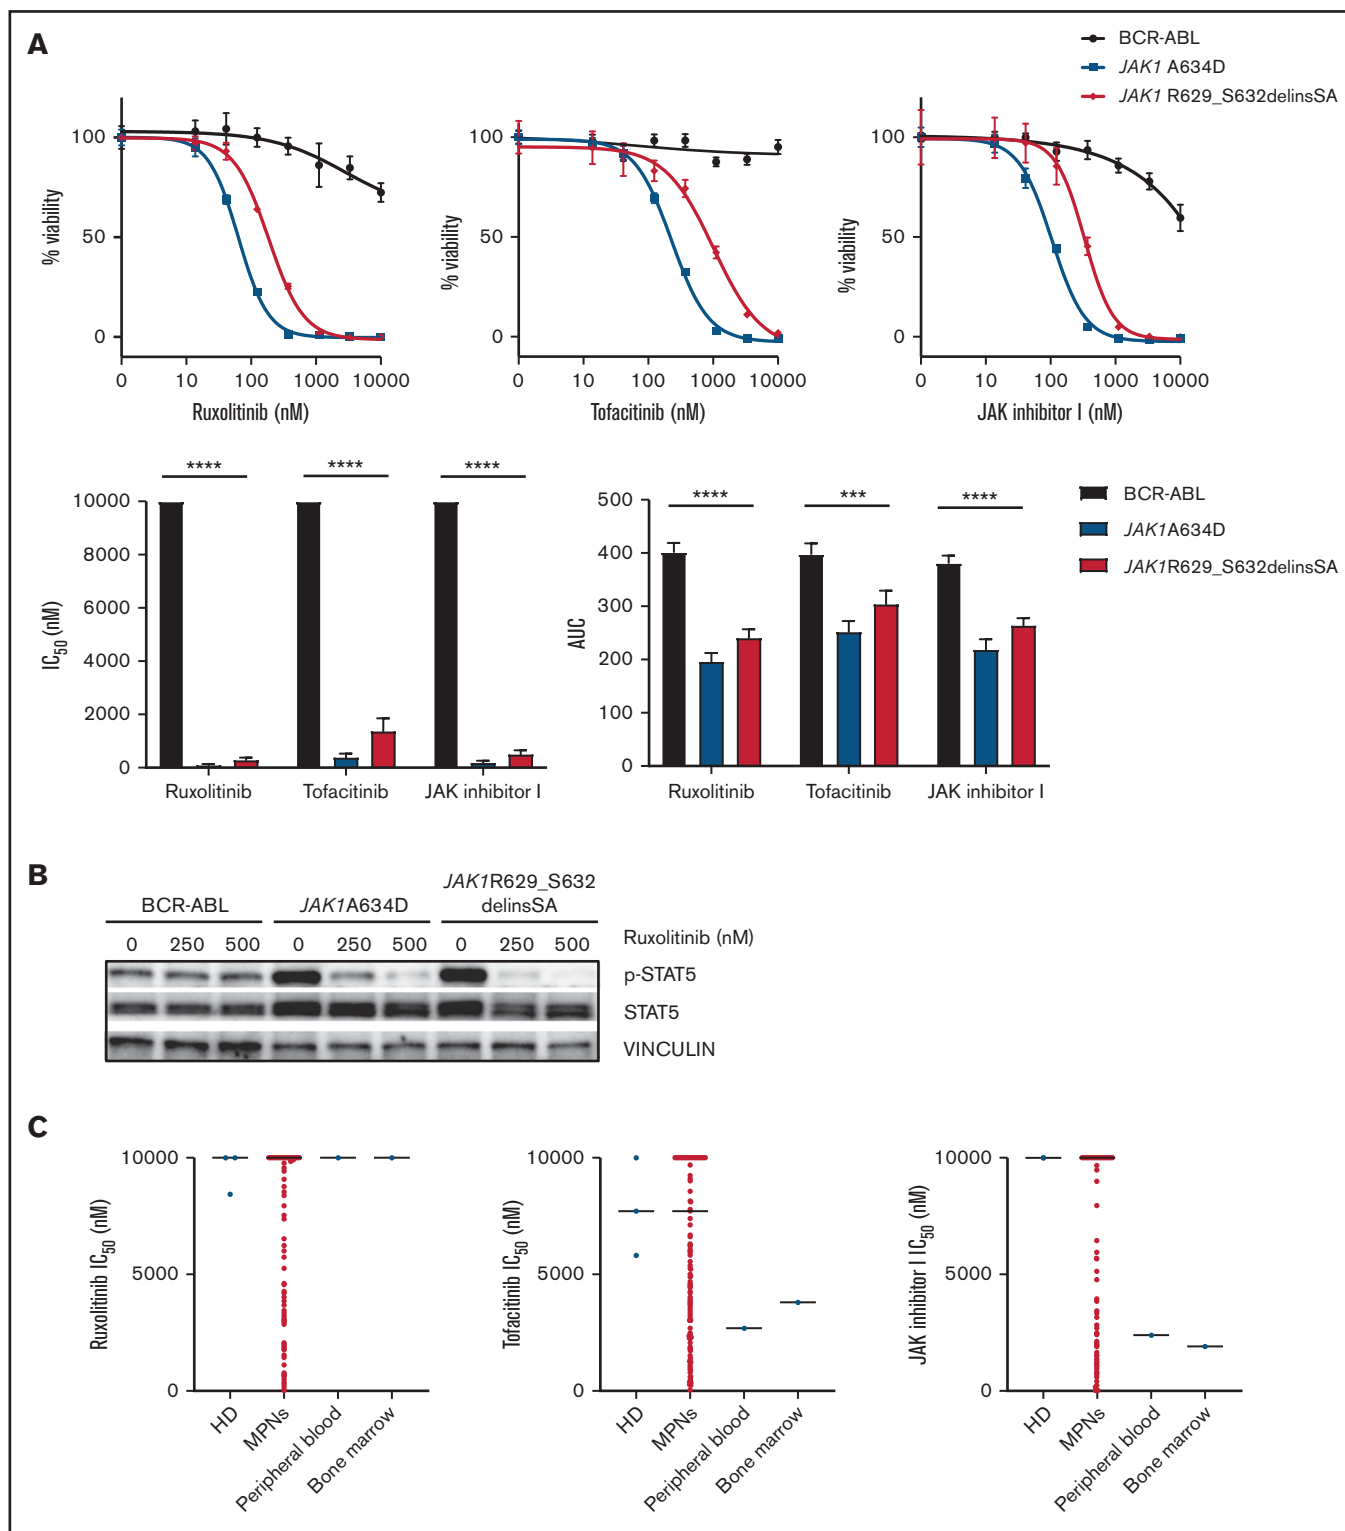 A
BCR-ABL
JAK1 A634D
JAK1 R629_S632delinsSA
100
50
0
% viability
0 10 100 1000 10000
Ruxolitinib (nM)
100
50
0
% viability
0 10 100 1000 10000
Tofacitinib (nM)
100
50
0
% viability
0 10 100 1000 10000
JAK inhibitor I (nM)
**** **** ****
10000
8000
6000
4000
2000
0
IC50 (nM)
Ruxolitinib Tofacitinib JAK inhibitor I
**** *** ****
500
400
300
200
100
0
AUC
Ruxolitinib Tofacitinib JAK inhibitor I
BCR-ABL
JAK1A634D
JAK1R629_S632delinsSA
B
BCR-ABL JAK1A634D JAK1R629_S632
delinsSA
0 250 500 0 250 500 0 250 500 Ruxolitinib (nM)
p-STAT5
STAT5
VINCULIN
C
10000
5000
0
Ruxolitinib IC50 (nM)
HD MPNs Peripheral blood Bone marrow
10000
5000
0
Tofacitinib IC50 (nM)
HD MPNs Peripheral blood Bone marrow
10000
5000
0
JAK inhibitor I IC50 (nM)
HD MPNs Peripheral blood Bone marrow